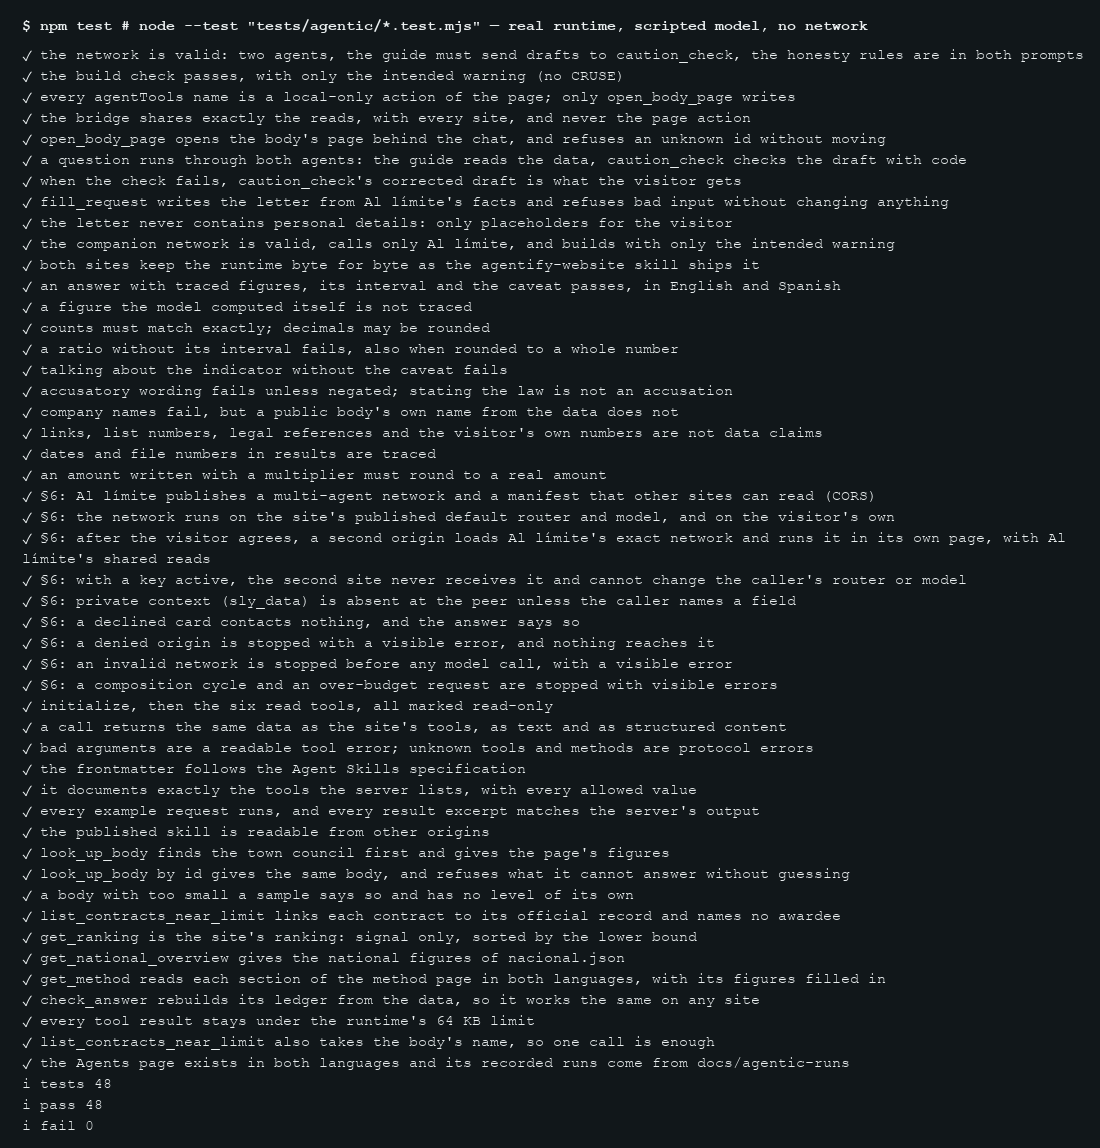 $ npm test # node --test "tests/agentic/*.test.mjs" — real runtime, scripted model, no network
✓ the network is valid: two agents, the guide must send drafts to caution_check, the honesty rules are in both prompts
✓ the build check passes, with only the intended warning (no CRUSE)
✓ every agentTools name is a local-only action of the page; only open_body_page writes
✓ the bridge shares exactly the reads, with every site, and never the page action
✓ open_body_page opens the body's page behind the chat, and refuses an unknown id without moving
✓ a question runs through both agents: the guide reads the data, caution_check checks the draft with code
✓ when the check fails, caution_check's corrected draft is what the visitor gets
✓ fill_request writes the letter from Al límite's facts and refuses bad input without changing anything
✓ the letter never contains personal details: only placeholders for the visitor
✓ the companion network is valid, calls only Al límite, and builds with only the intended warning
✓ both sites keep the runtime byte for byte as the agentify-website skill ships it
✓ an answer with traced figures, its interval and the caveat passes, in English and Spanish
✓ a figure the model computed itself is not traced
✓ counts must match exactly; decimals may be rounded
✓ a ratio without its interval fails, also when rounded to a whole number
✓ talking about the indicator without the caveat fails
✓ accusatory wording fails unless negated; stating the law is not an accusation
✓ company names fail, but a public body's own name from the data does not
✓ links, list numbers, legal references and the visitor's own numbers are not data claims
✓ dates and file numbers in results are traced
✓ an amount written with a multiplier must round to a real amount
✓ §6: Al límite publishes a multi-agent network and a manifest that other sites can read (CORS)
✓ §6: the network runs on the site's published default router and model, and on the visitor's own
✓ §6: after the visitor agrees, a second origin loads Al límite's exact network and runs it in its own page, with Al
límite's shared reads
✓ §6: with a key active, the second site never receives it and cannot change the caller's router or model
✓ §6: private context (sly_data) is absent at the peer unless the caller names a field
✓ §6: a declined card contacts nothing, and the answer says so
✓ §6: a denied origin is stopped with a visible error, and nothing reaches it
✓ §6: an invalid network is stopped before any model call, with a visible error
✓ §6: a composition cycle and an over-budget request are stopped with visible errors
✓ initialize, then the six read tools, all marked read-only
✓ a call returns the same data as the site's tools, as text and as structured content
✓ bad arguments are a readable tool error; unknown tools and methods are protocol errors
✓ the frontmatter follows the Agent Skills specification
✓ it documents exactly the tools the server lists, with every allowed value
✓ every example request runs, and every result excerpt matches the server's output
✓ the published skill is readable from other origins
✓ look_up_body finds the town council first and gives the page's figures
✓ look_up_body by id gives the same body, and refuses what it cannot answer without guessing
✓ a body with too small a sample says so and has no level of its own
✓ list_contracts_near_limit links each contract to its official record and names no awardee
✓ get_ranking is the site's ranking: signal only, sorted by the lower bound
✓ get_national_overview gives the national figures of nacional.json
✓ get_method reads each section of the method page in both languages, with its figures filled in
✓ check_answer rebuilds its ledger from the data, so it works the same on any site
✓ every tool result stays under the runtime's 64 KB limit
✓ list_contracts_near_limit also takes the body's name, so one call is enough
✓ the Agents page exists in both languages and its recorded runs come from docs/agentic-runs
i tests 48
i pass 48
i fail 0